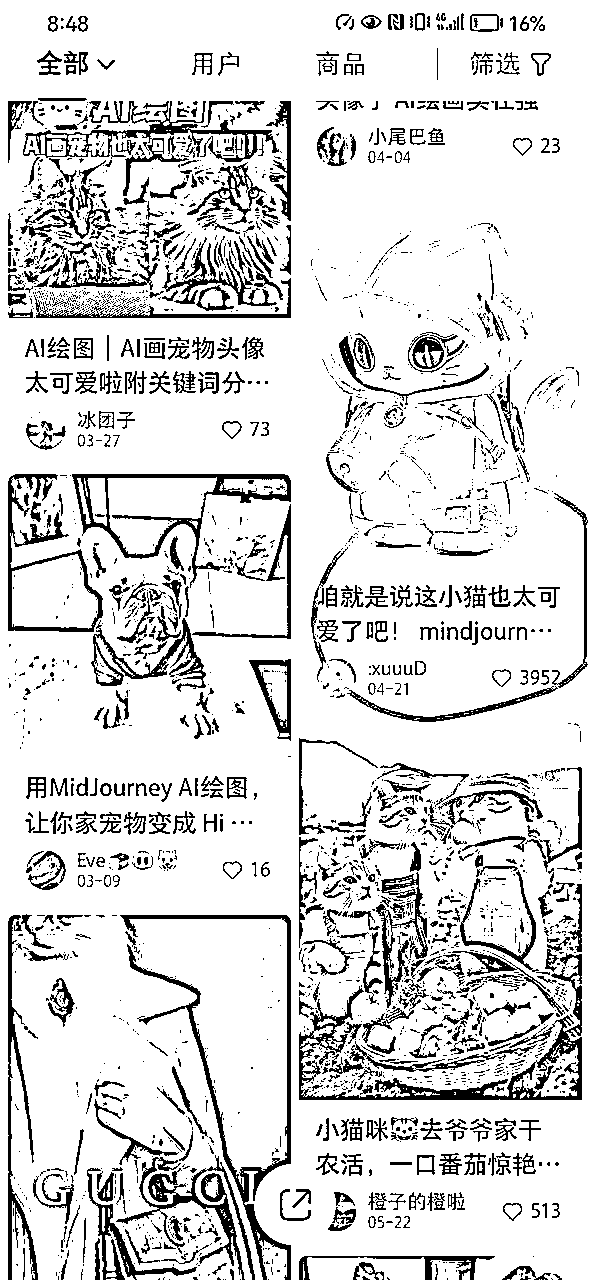 8:48
16%
全部
用户
商品
筛选
AI绘图
AI画宠物也太可爱了吧!!!
AI绘图｜AI画宠物头像
太可爱啦附关键词分…
冰团子
03-27
73
用MidJourney AI绘图，
让你家宠物变成 Hi …
Eve
03-09
16
GUCCI
小尾巴鱼
04-04
23
咱就是说这小猫也太可
爱了吧！ mindjourn…
:xuuuD
04-21
3952
小猫咪🐱去爷爷家干
农活，一口番茄惊艳…
橙子的橙啦
05-22
513